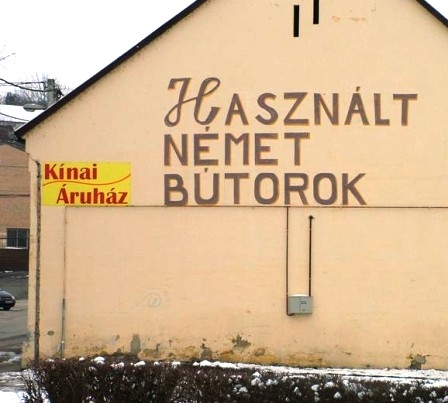 Használt
NÉMET
BÚTOROK
Kínai
Áruház